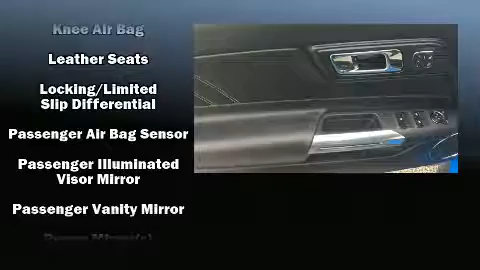 Knee Air Bag
Leather Seats
Locking/Limited
Slip Differential
Passenger Air Bag Sensor
Passenger Illuminated
Visor Mirror
Passenger Vanity Mirror